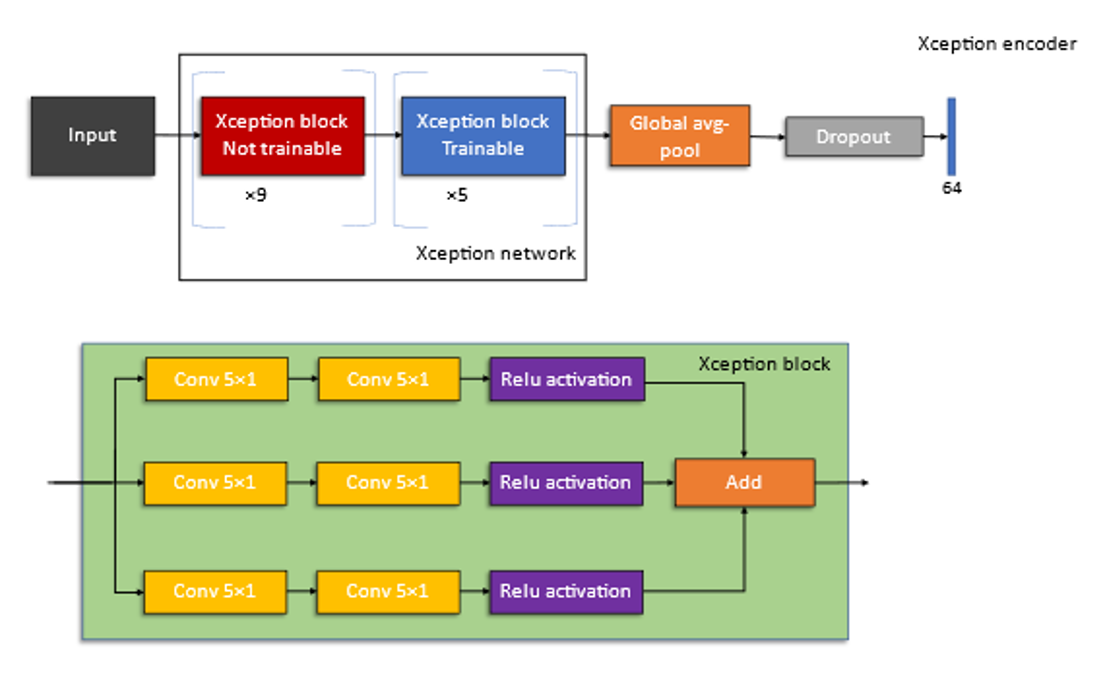 Xception encoder
Input
Xception block
Not trainable
×9
Xception block
Trainable
×5
Xception network
Global avg-
pool
Dropout
64
Xception block
Conv 5×1
Conv 5×1
Relu activation
Conv 5×1
Conv 5×1
Relu activation
Add
Conv 5×1
Conv 5×1
Relu activation